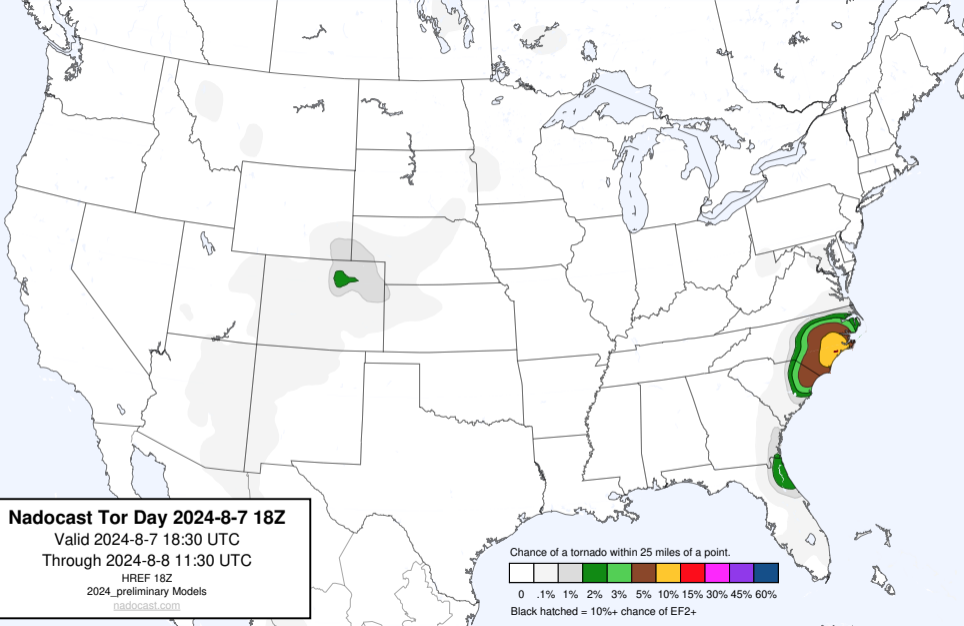 Nadocast Tor Day 2024-8-7 18Z
Valid 2024-8-7 18:30 UTC
Through 2024-8-8 11:30 UTC
HREF 18Z
2024_preliminary Models
nadocast.com
Chance of a tornado within 25 miles of a point.
0 .1% 1% 2% 3% 5% 10% 15% 30% 45% 60%
Black hatched = 10%+ chance of EF2+